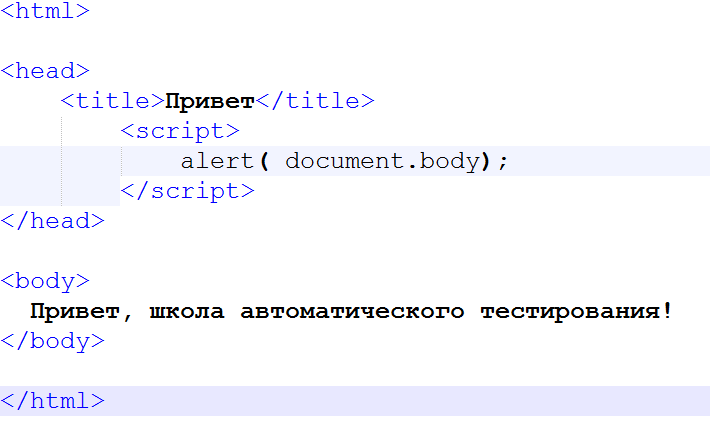 <html>
<head>
<title>Привет</title>
<script>
alert( document.body);
</script>
</head>
<body>
Привет, школа автоматического тестирования!
</body>
</html>